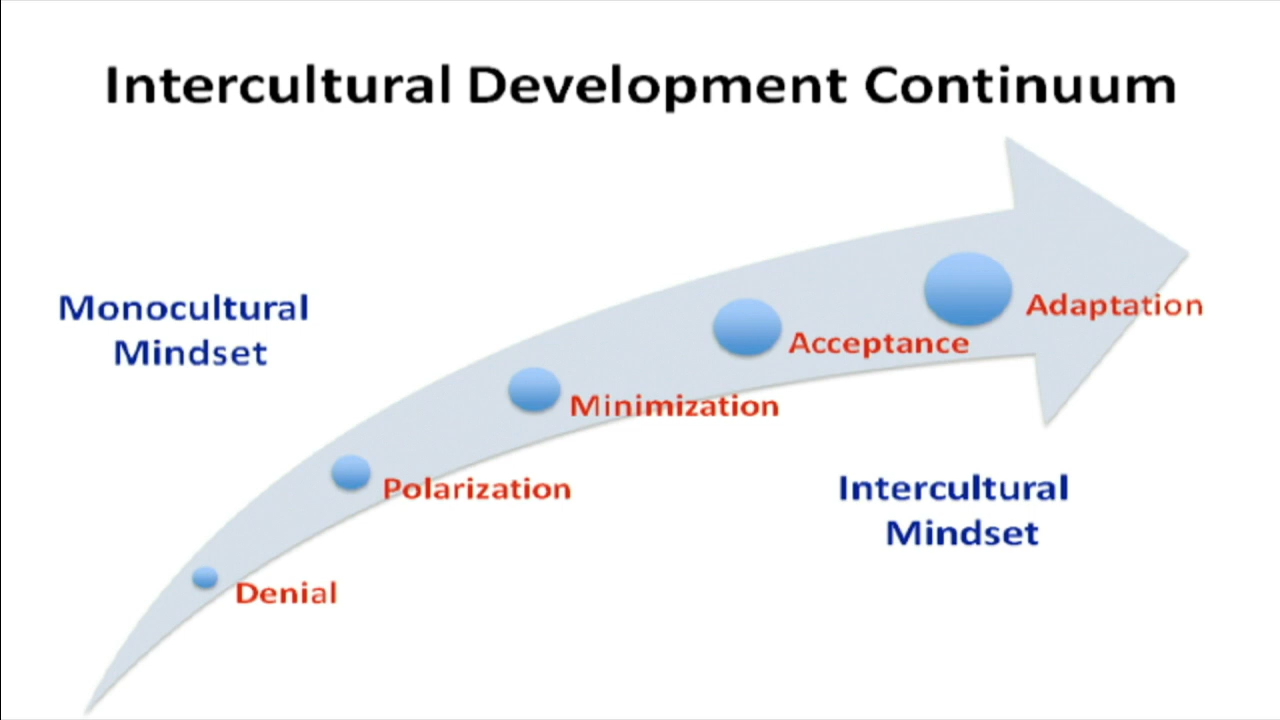 Intercultural Development Continuum
Monocultural
Mindset
Adaptation
Acceptance
Minimization
Polarization
Intercultural
Mindset
Denial